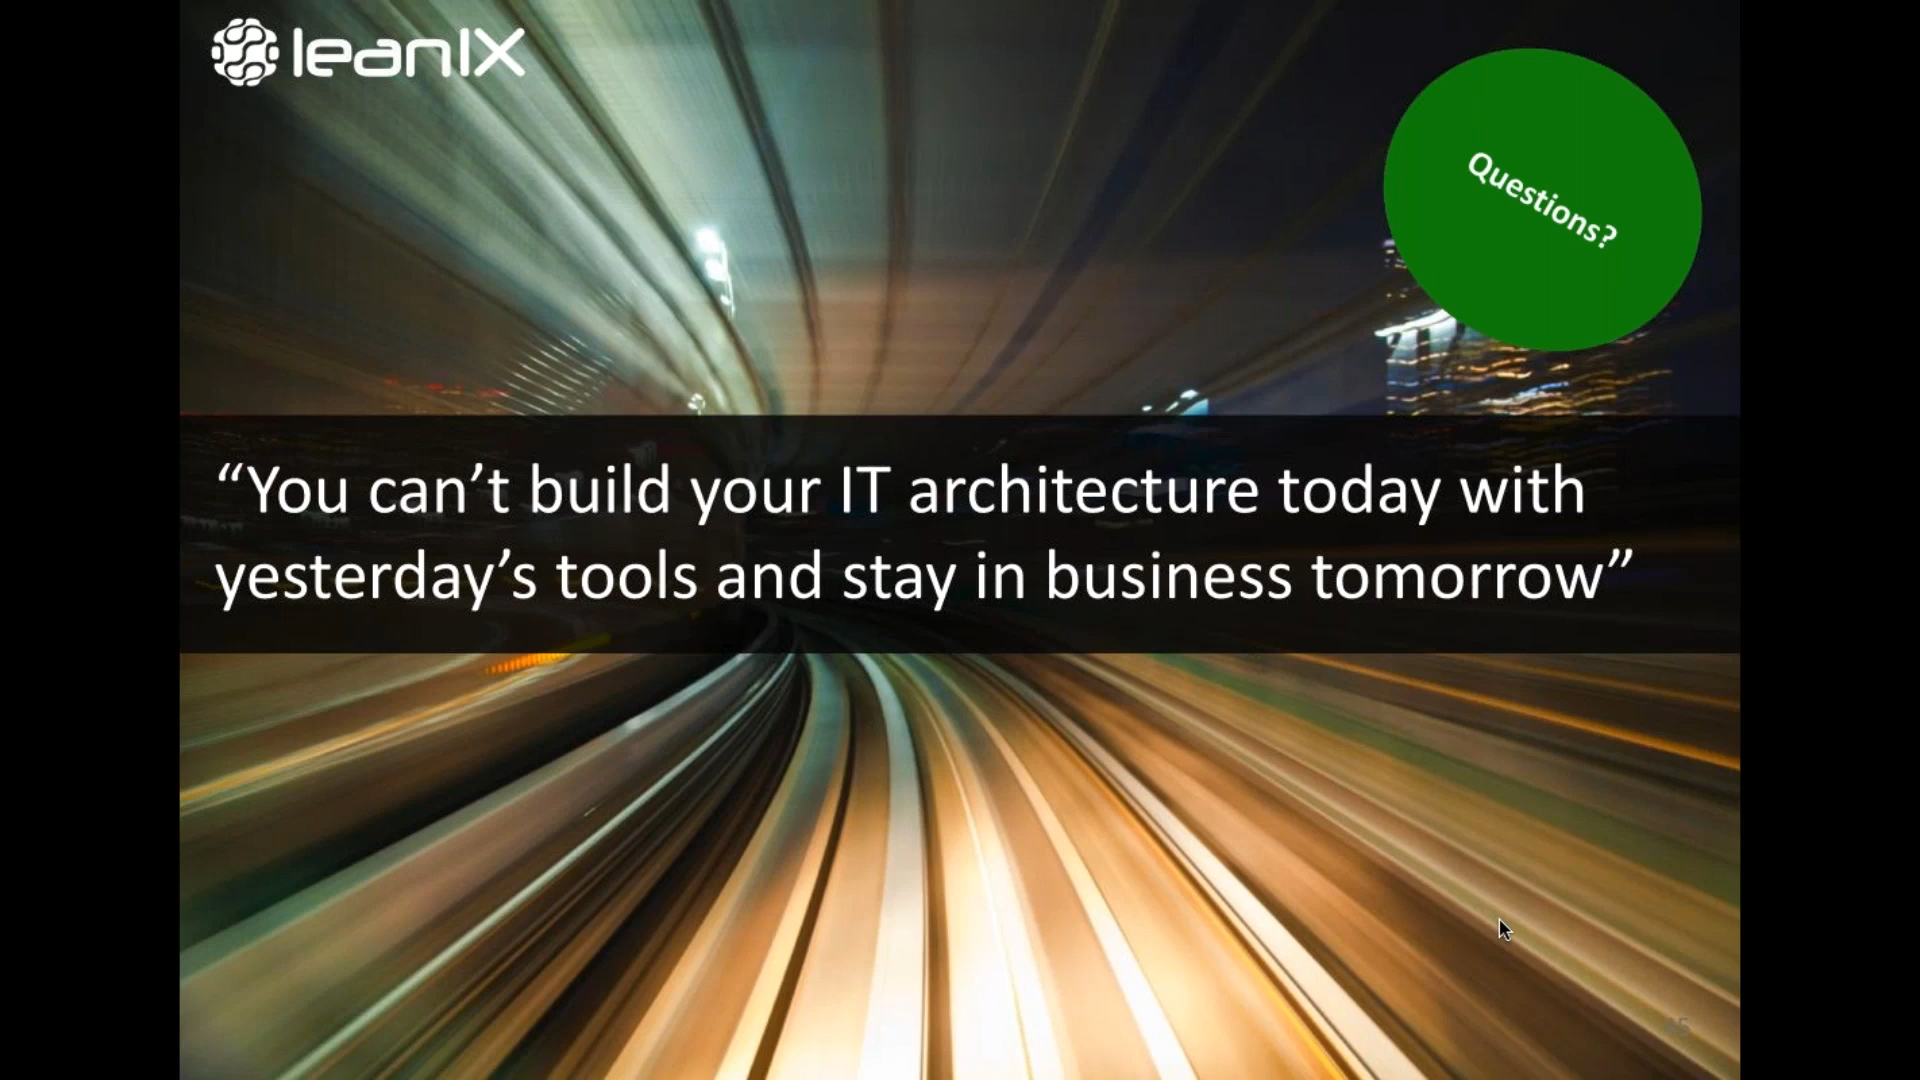 leanIX
Questions?
“You can’t build your IT architecture today with
yesterday’s tools and stay in business tomorrow”